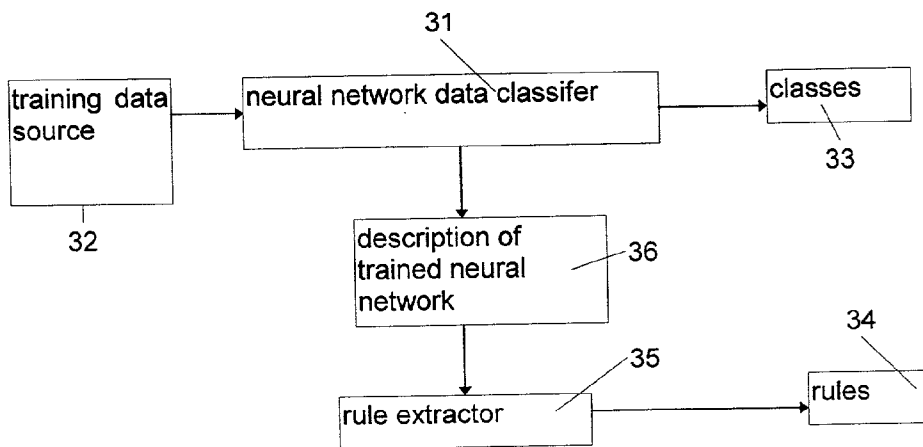 31
training data
source
neural network data classifer
classes
33
32
description of
trained neural
network
36
34
35
rule extractor
rules